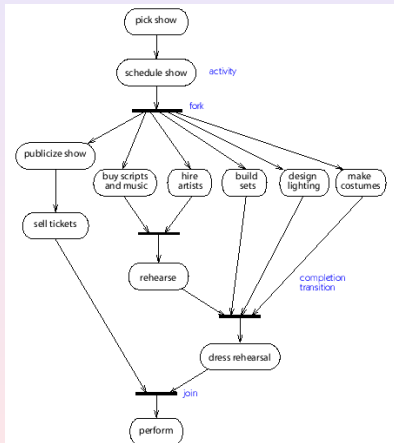 pick show
schedule show
activity
fork
publicize show
buy scripts
and music
hire
artists
build
sets
design
lighting
make
costumes
sell tickets
rehearse
completion
transition
dress rehearsal
join
perform